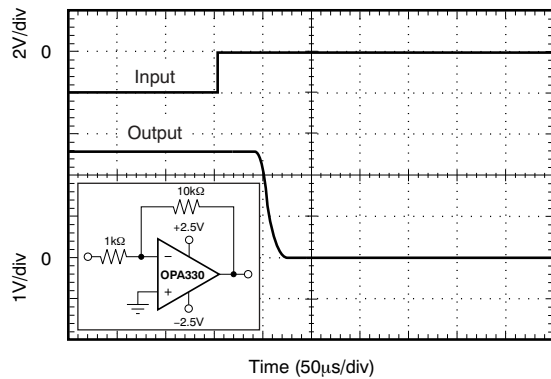 2V/div
0
Input
Output
10kΩ
+2.5V
1kΩ
−
OPA330
+
−2.5V
1V/div
0
Time (50μs/div)